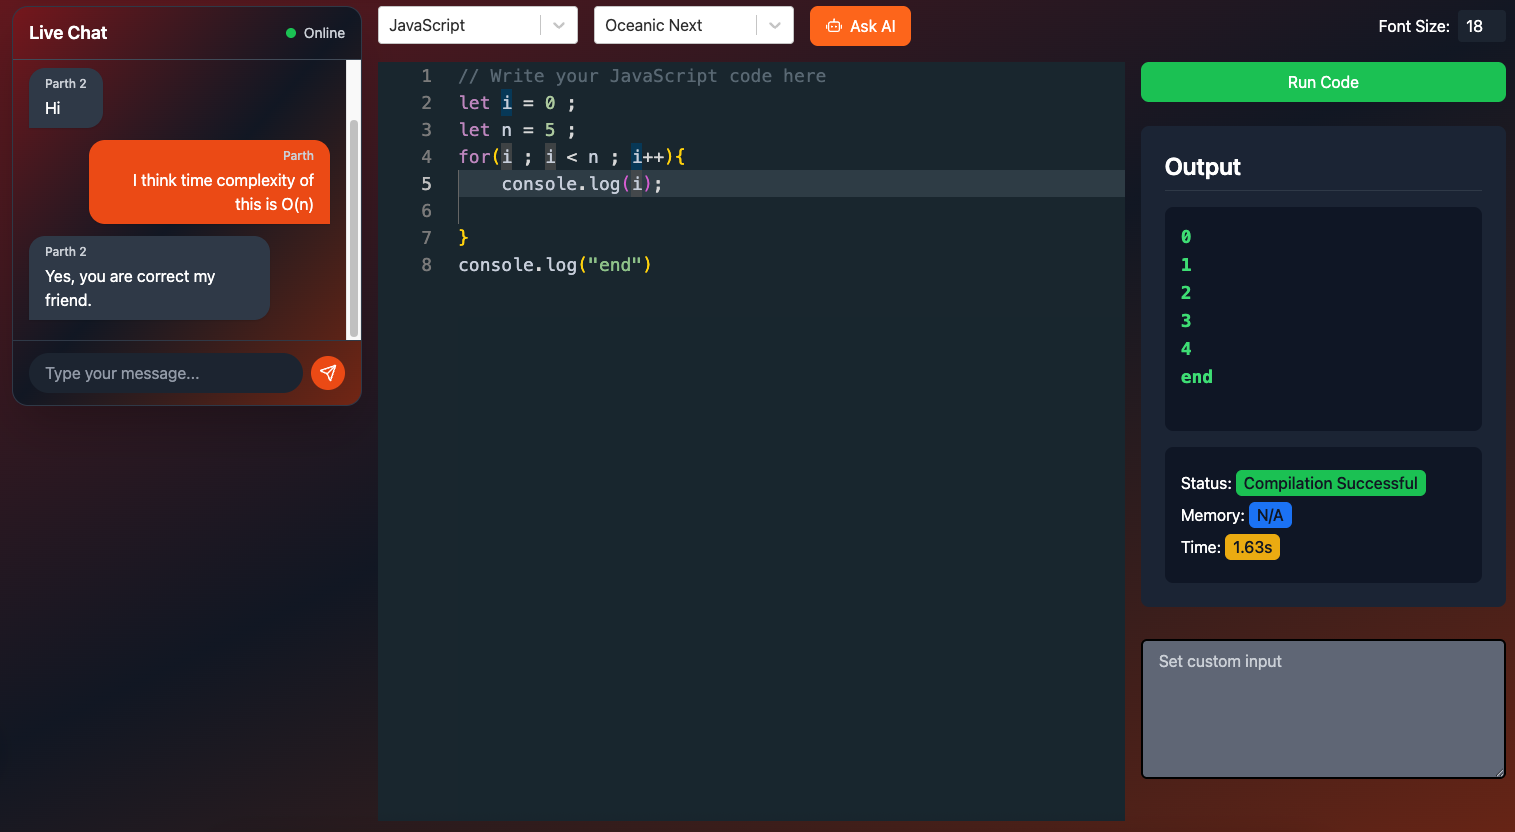 Live Chat
Online
Parth 2
Hi
Parth
I think time complexity of
this is O(n)
Parth 2
Yes, you are correct my
friend.
Type your message...
JavaScript
Oceanic Next
Ask AI
Font Size: 18
1 // Write your JavaScript code here
2 let i = 0 ;
3 let n = 5 ;
4 for(i ; i < n ; i++){
5     console.log(i);
6
7 }
8 console.log("end")
Run Code
Output
0
1
2
3
4
end
Status: Compilation Successful
Memory: N/A
Time: 1.63s
Set custom input